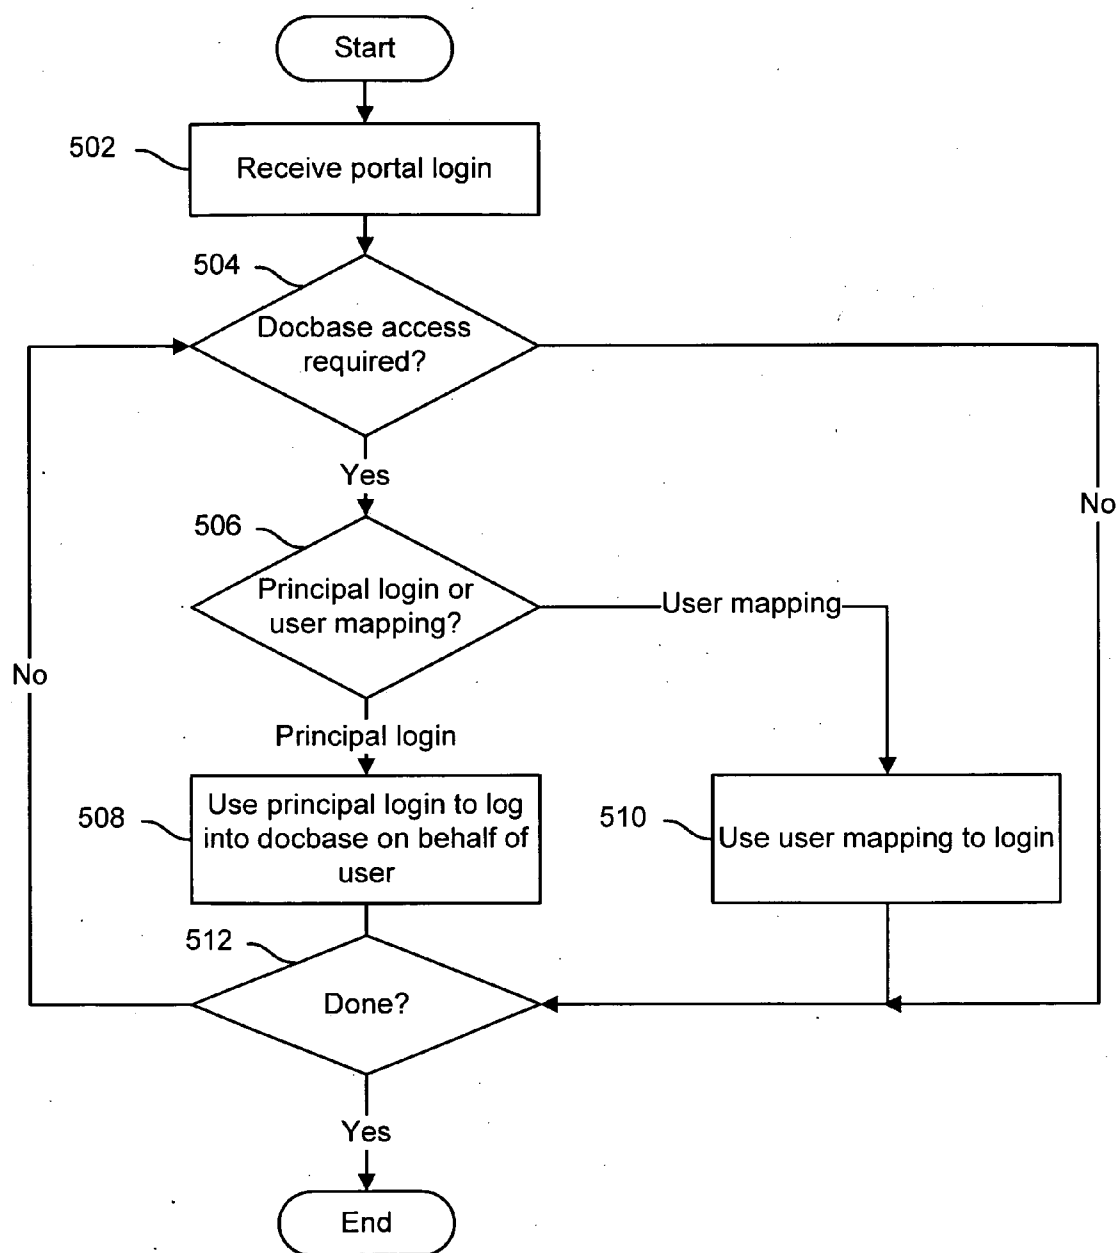 Start
502
Receive portal login
504
Docbase access
required?
Yes
No
506
Principal login or
user mapping?
User mapping
No
Principal login
508
Use principal login to log
into docbase on behalf of
user
510
Use user mapping to login
512
Done?
Yes
End